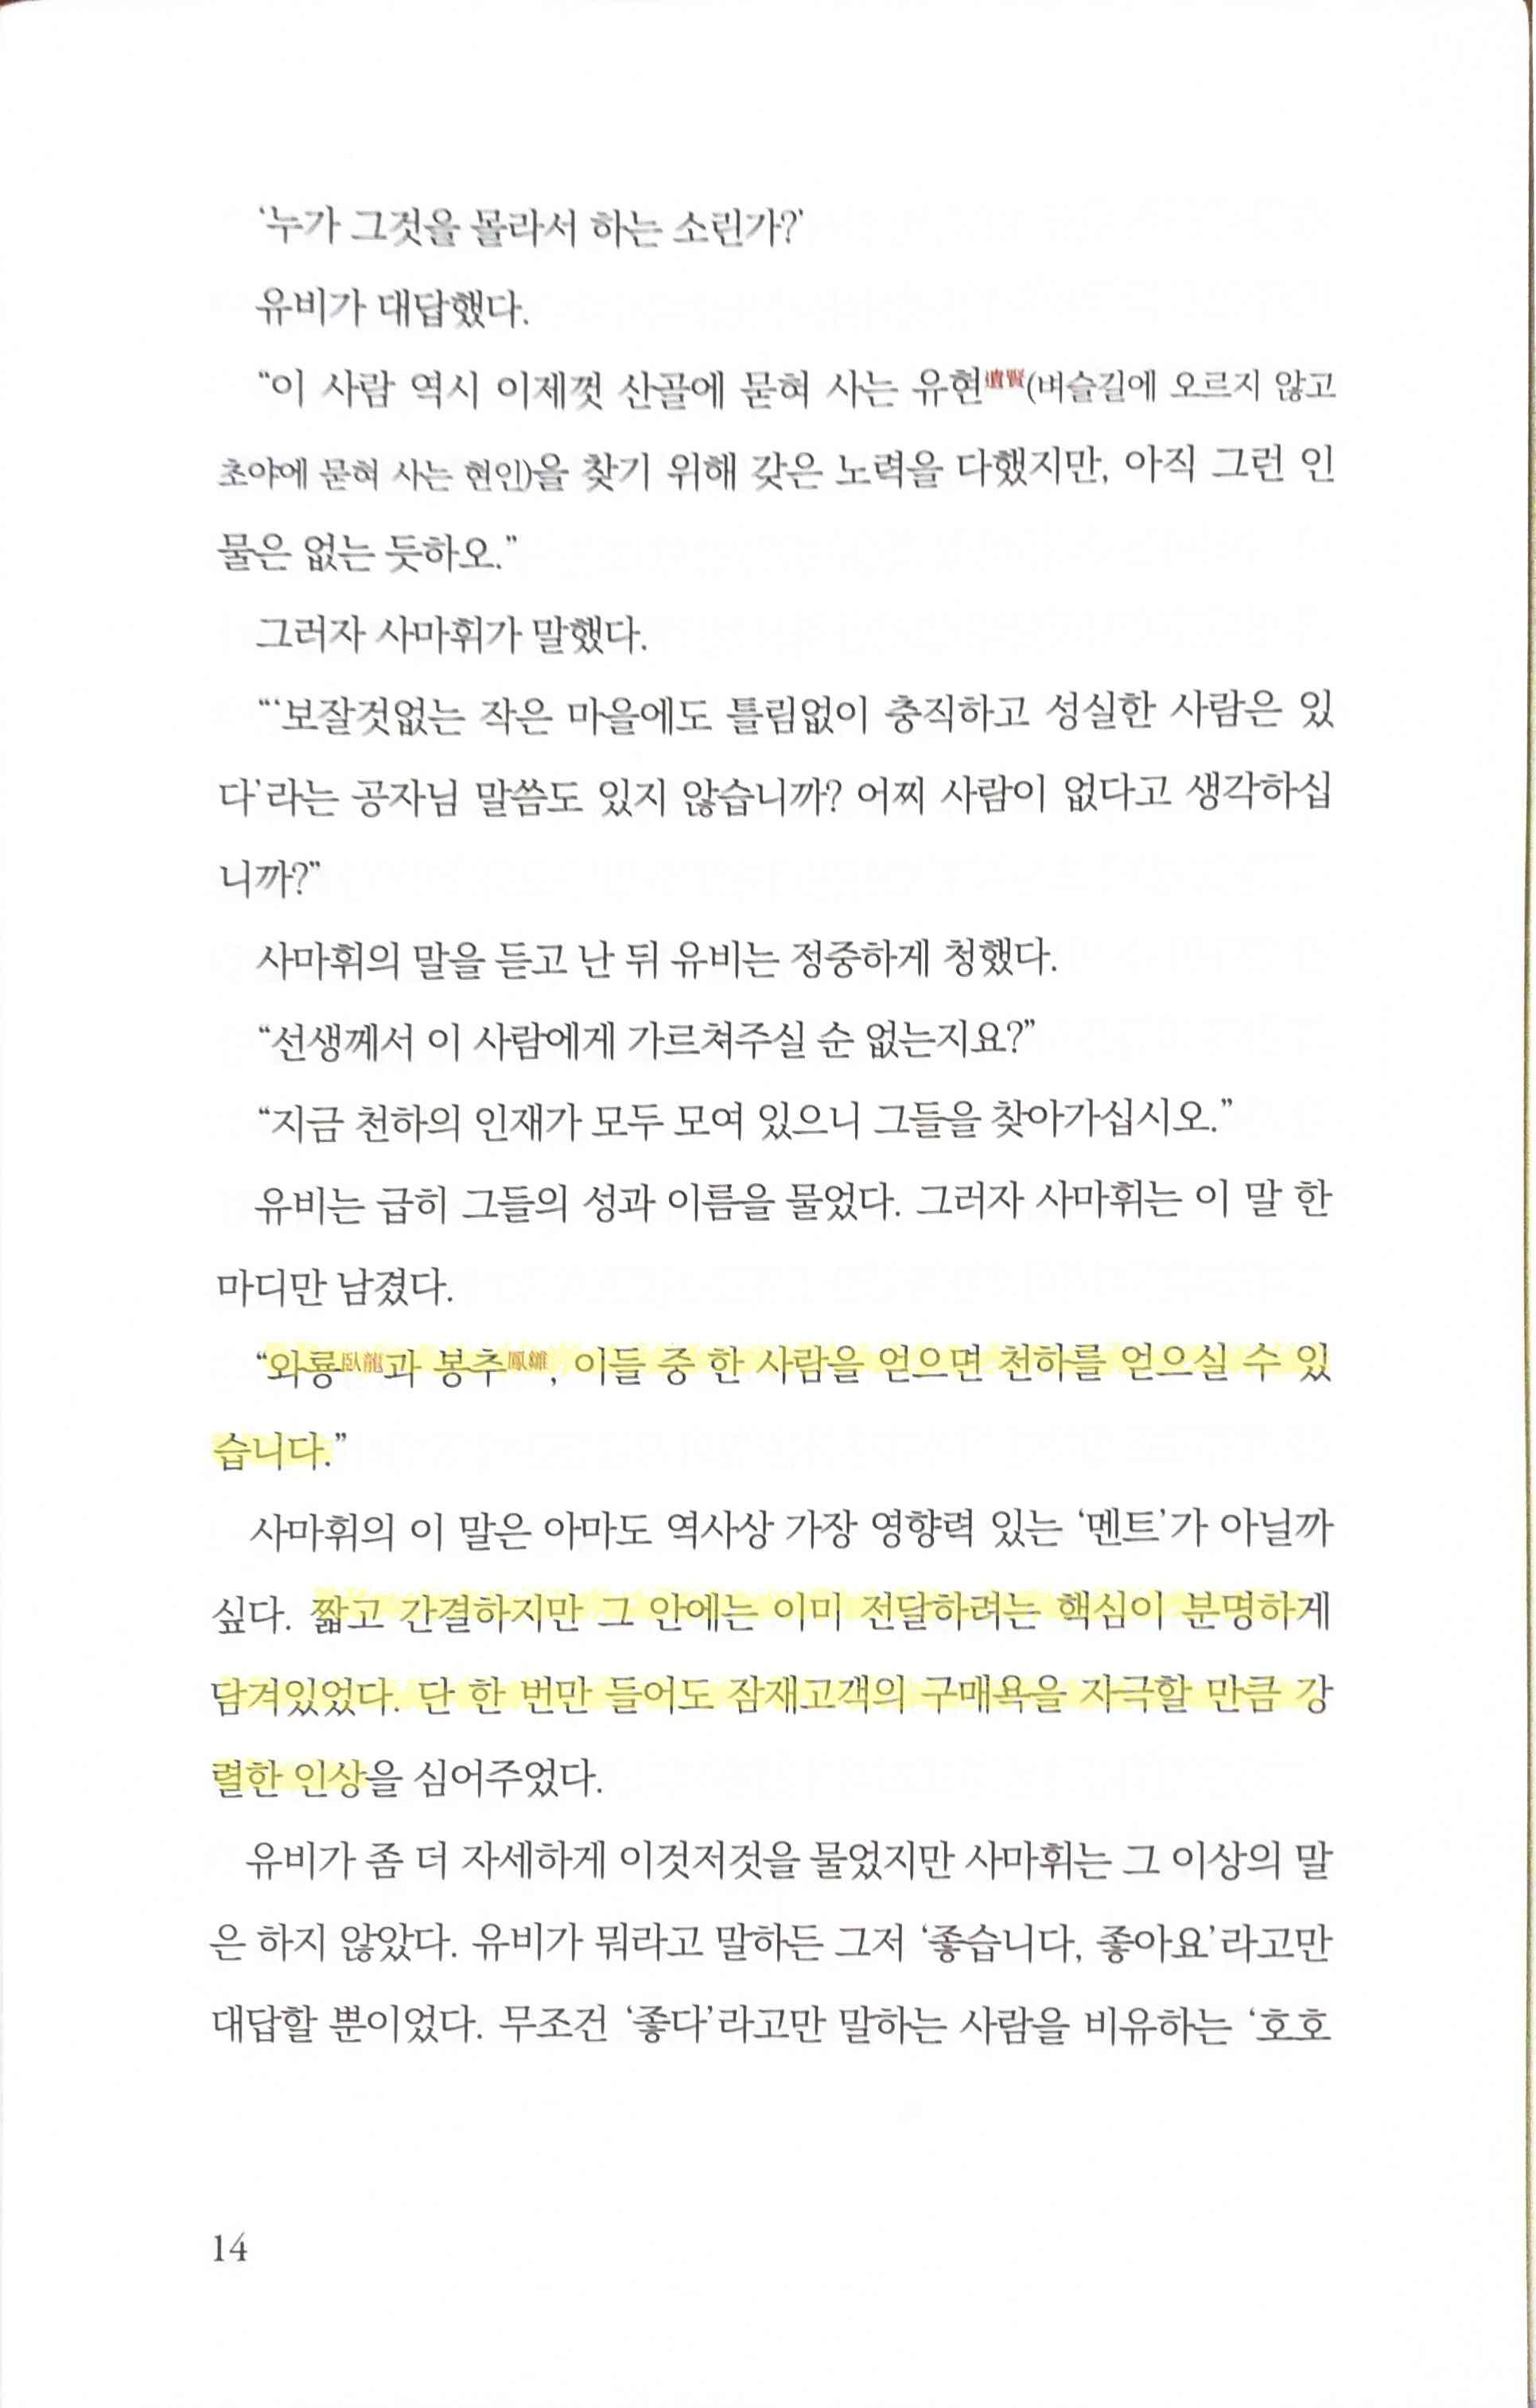 ‘누가 그것을 몰라서 하는 소린가?’
유비가 대답했다.
“이 사람 역시 이제껏 산골에 묻혀 사는 유현遺賢(벼슬길에 오르지 않고
초야에 묻혀 사는 현인)을 찾기 위해 갖은 노력을 다했지만, 아직 그런 인
물은 없는 듯하오.”
그러자 사마휘가 말했다.
“‘보잘것없는 작은 마을에도 틀림없이 충직하고 성실한 사람은 있
다’라는 공자님 말씀도 있지 않습니까? 어찌 사람이 없다고 생각하십
니까?”
사마휘의 말을 듣고 난 뒤 유비는 정중하게 청했다.
“선생께서 이 사람에게 가르쳐주실 순 없는지요?”
“지금 천하의 인재가 모두 모여 있으니 그들을 찾아가십시오.”
유비는 급히 그들의 성과 이름을 물었다. 그러자 사마휘는 이 말 한
마디만 남겼다.
“와룡臥龍과 봉추鳳雛, 이들 중 한 사람을 얻으면 천하를 얻으실 수 있
습니다.”
사마휘의 이 말은 아마도 역사상 가장 영향력 있는 ‘멘트’가 아닐까
싶다. 짧고 간결하지만 그 안에는 이미 전달하려는 핵심이 분명하게
담겨있었다. 단 한 번만 들어도 잠재고객의 구매욕을 자극할 만큼 강
렬한 인상을 심어주었다.
유비가 좀 더 자세하게 이것저것을 물었지만 사마휘는 그 이상의 말
은 하지 않았다. 유비가 뭐라고 말하든 그저 ‘좋습니다, 좋아요’라고만
대답할 뿐이었다. 무조건 ‘좋다’라고만 말하는 사람을 비유하는 ‘호호
14